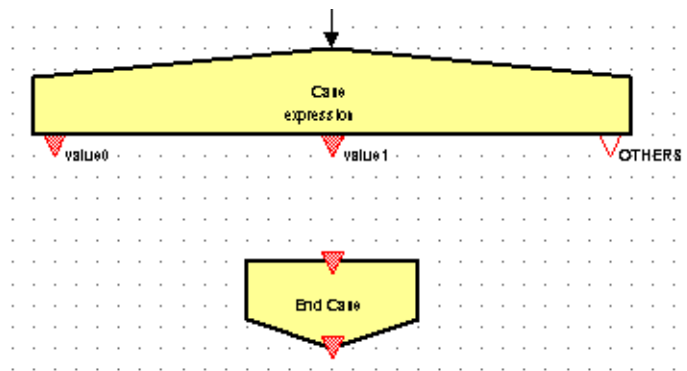 Case
expression
value0
value1
OTHERS
End Case